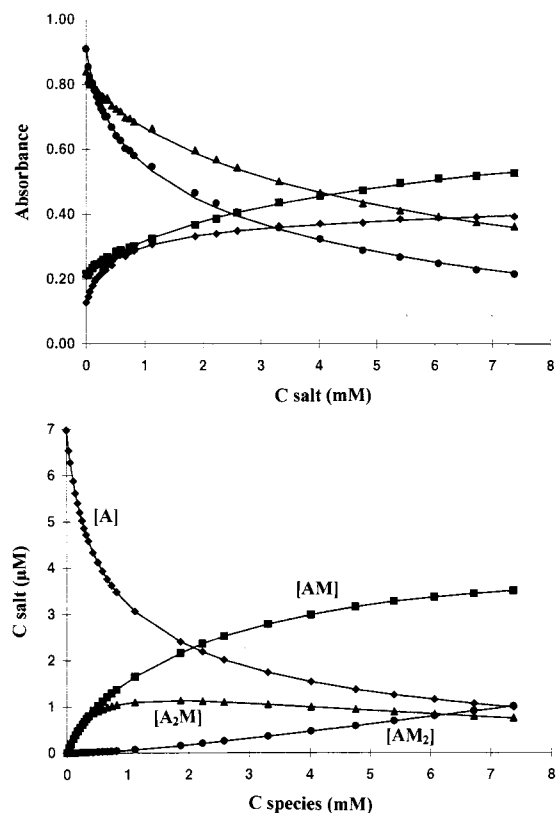 1.00
0.80
0.60
0.40
0.20
0.00
Absorbance
0 1 2 3 4 5 6 7 8
C salt (mM)
7
6
5
4
3
2
1
0
C salt (μM)
[A]
[AM]
[A₂M]
[AM₂]
0 1 2 3 4 5 6 7 8
C species (mM)